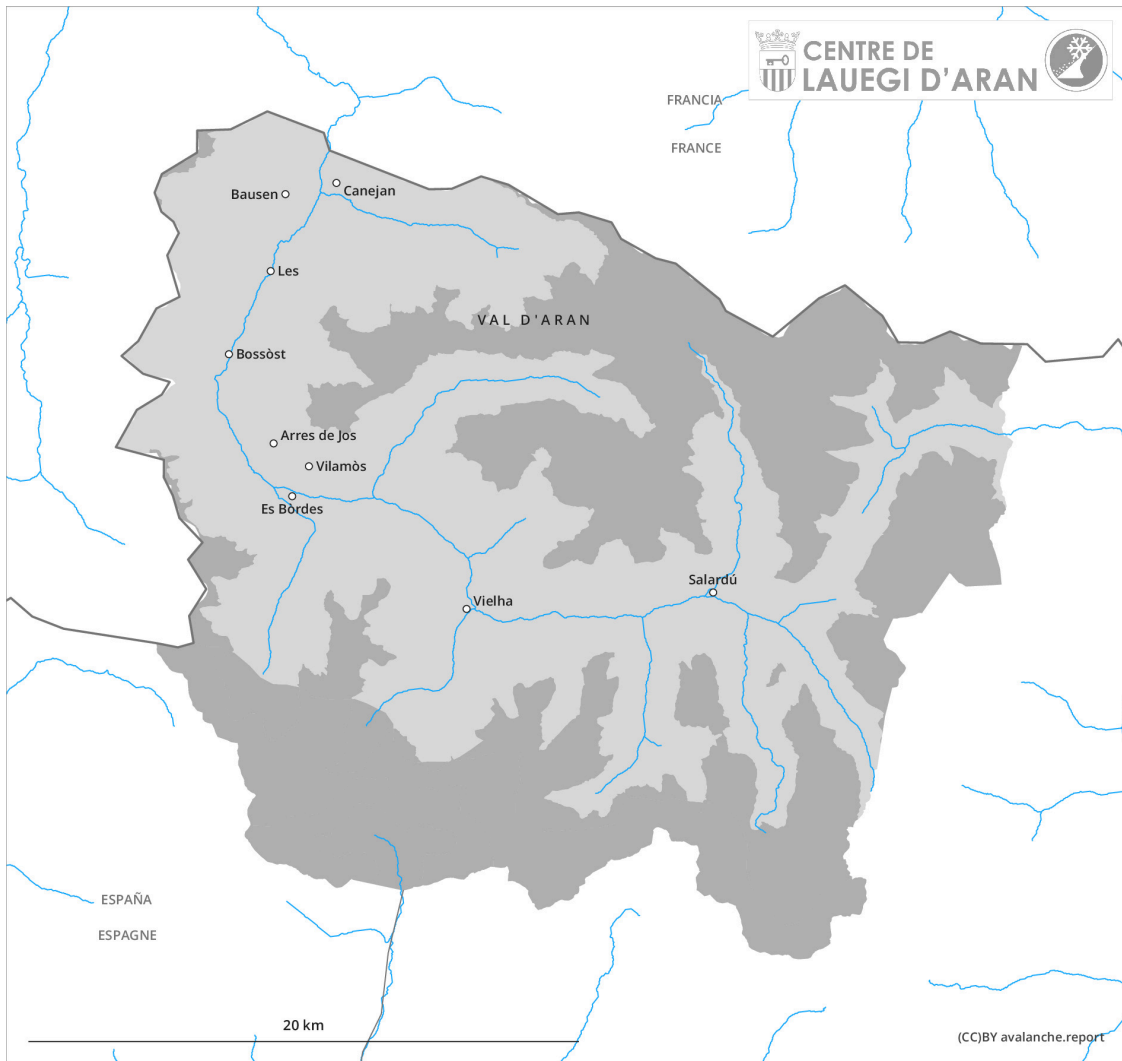 CENTRE DE
LAUEGI D'ARAN
FRANCIA
FRANCE
Canejan
Bausen
Les
VAL D'ARAN
Bossòst
Arres de Jos
Vilamòs
Es Bòrdes
Salardú
Vielha
ESPAÑA
ESPAGNE
20 km
(CC)BY avalanche.report